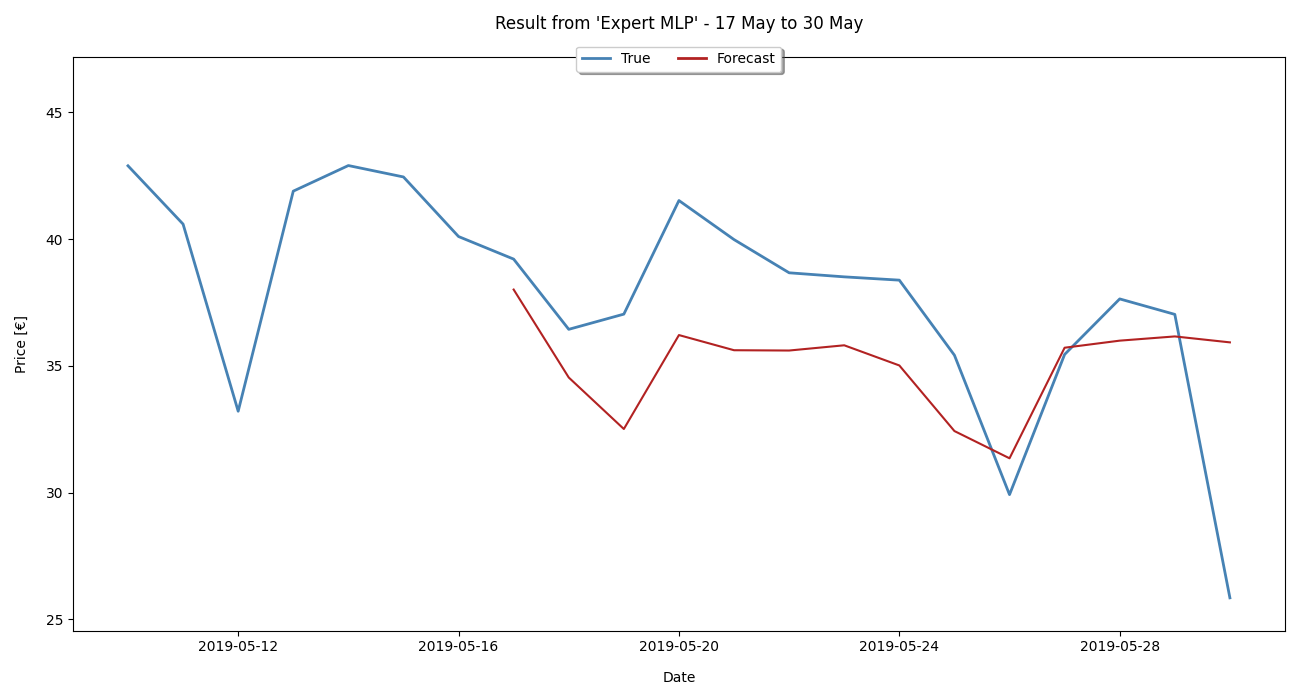 Result from 'Expert MLP' - 17 May to 30 May
True
Forecast
Price [€]
45
40
35
30
25
2019-05-12
2019-05-16
2019-05-20
2019-05-24
2019-05-28
Date